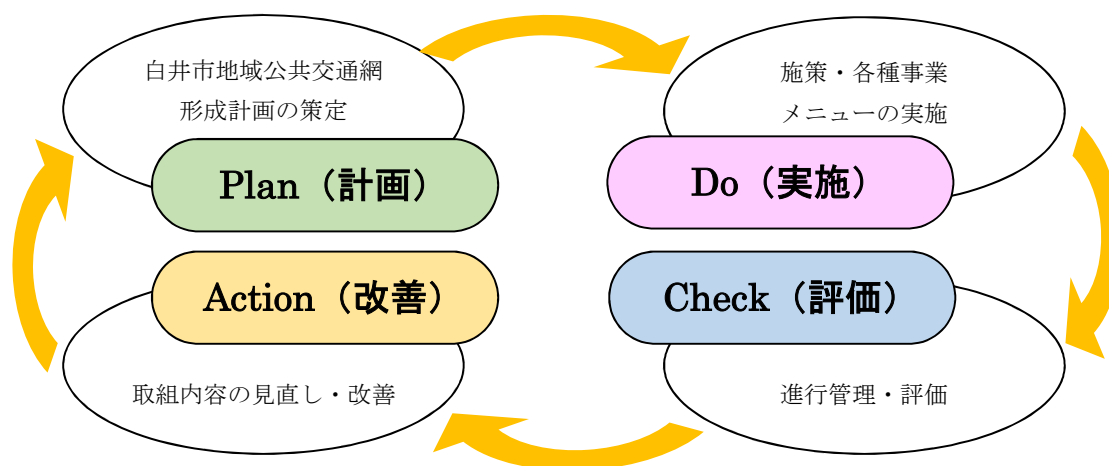 白井市地域公共交通網
形成計画の策定
Plan（計画）
施策・各種事業
メニューの実施
Do（実施）
Action（改善）
取組内容の見直し・改善
Check（評価）
進行管理・評価